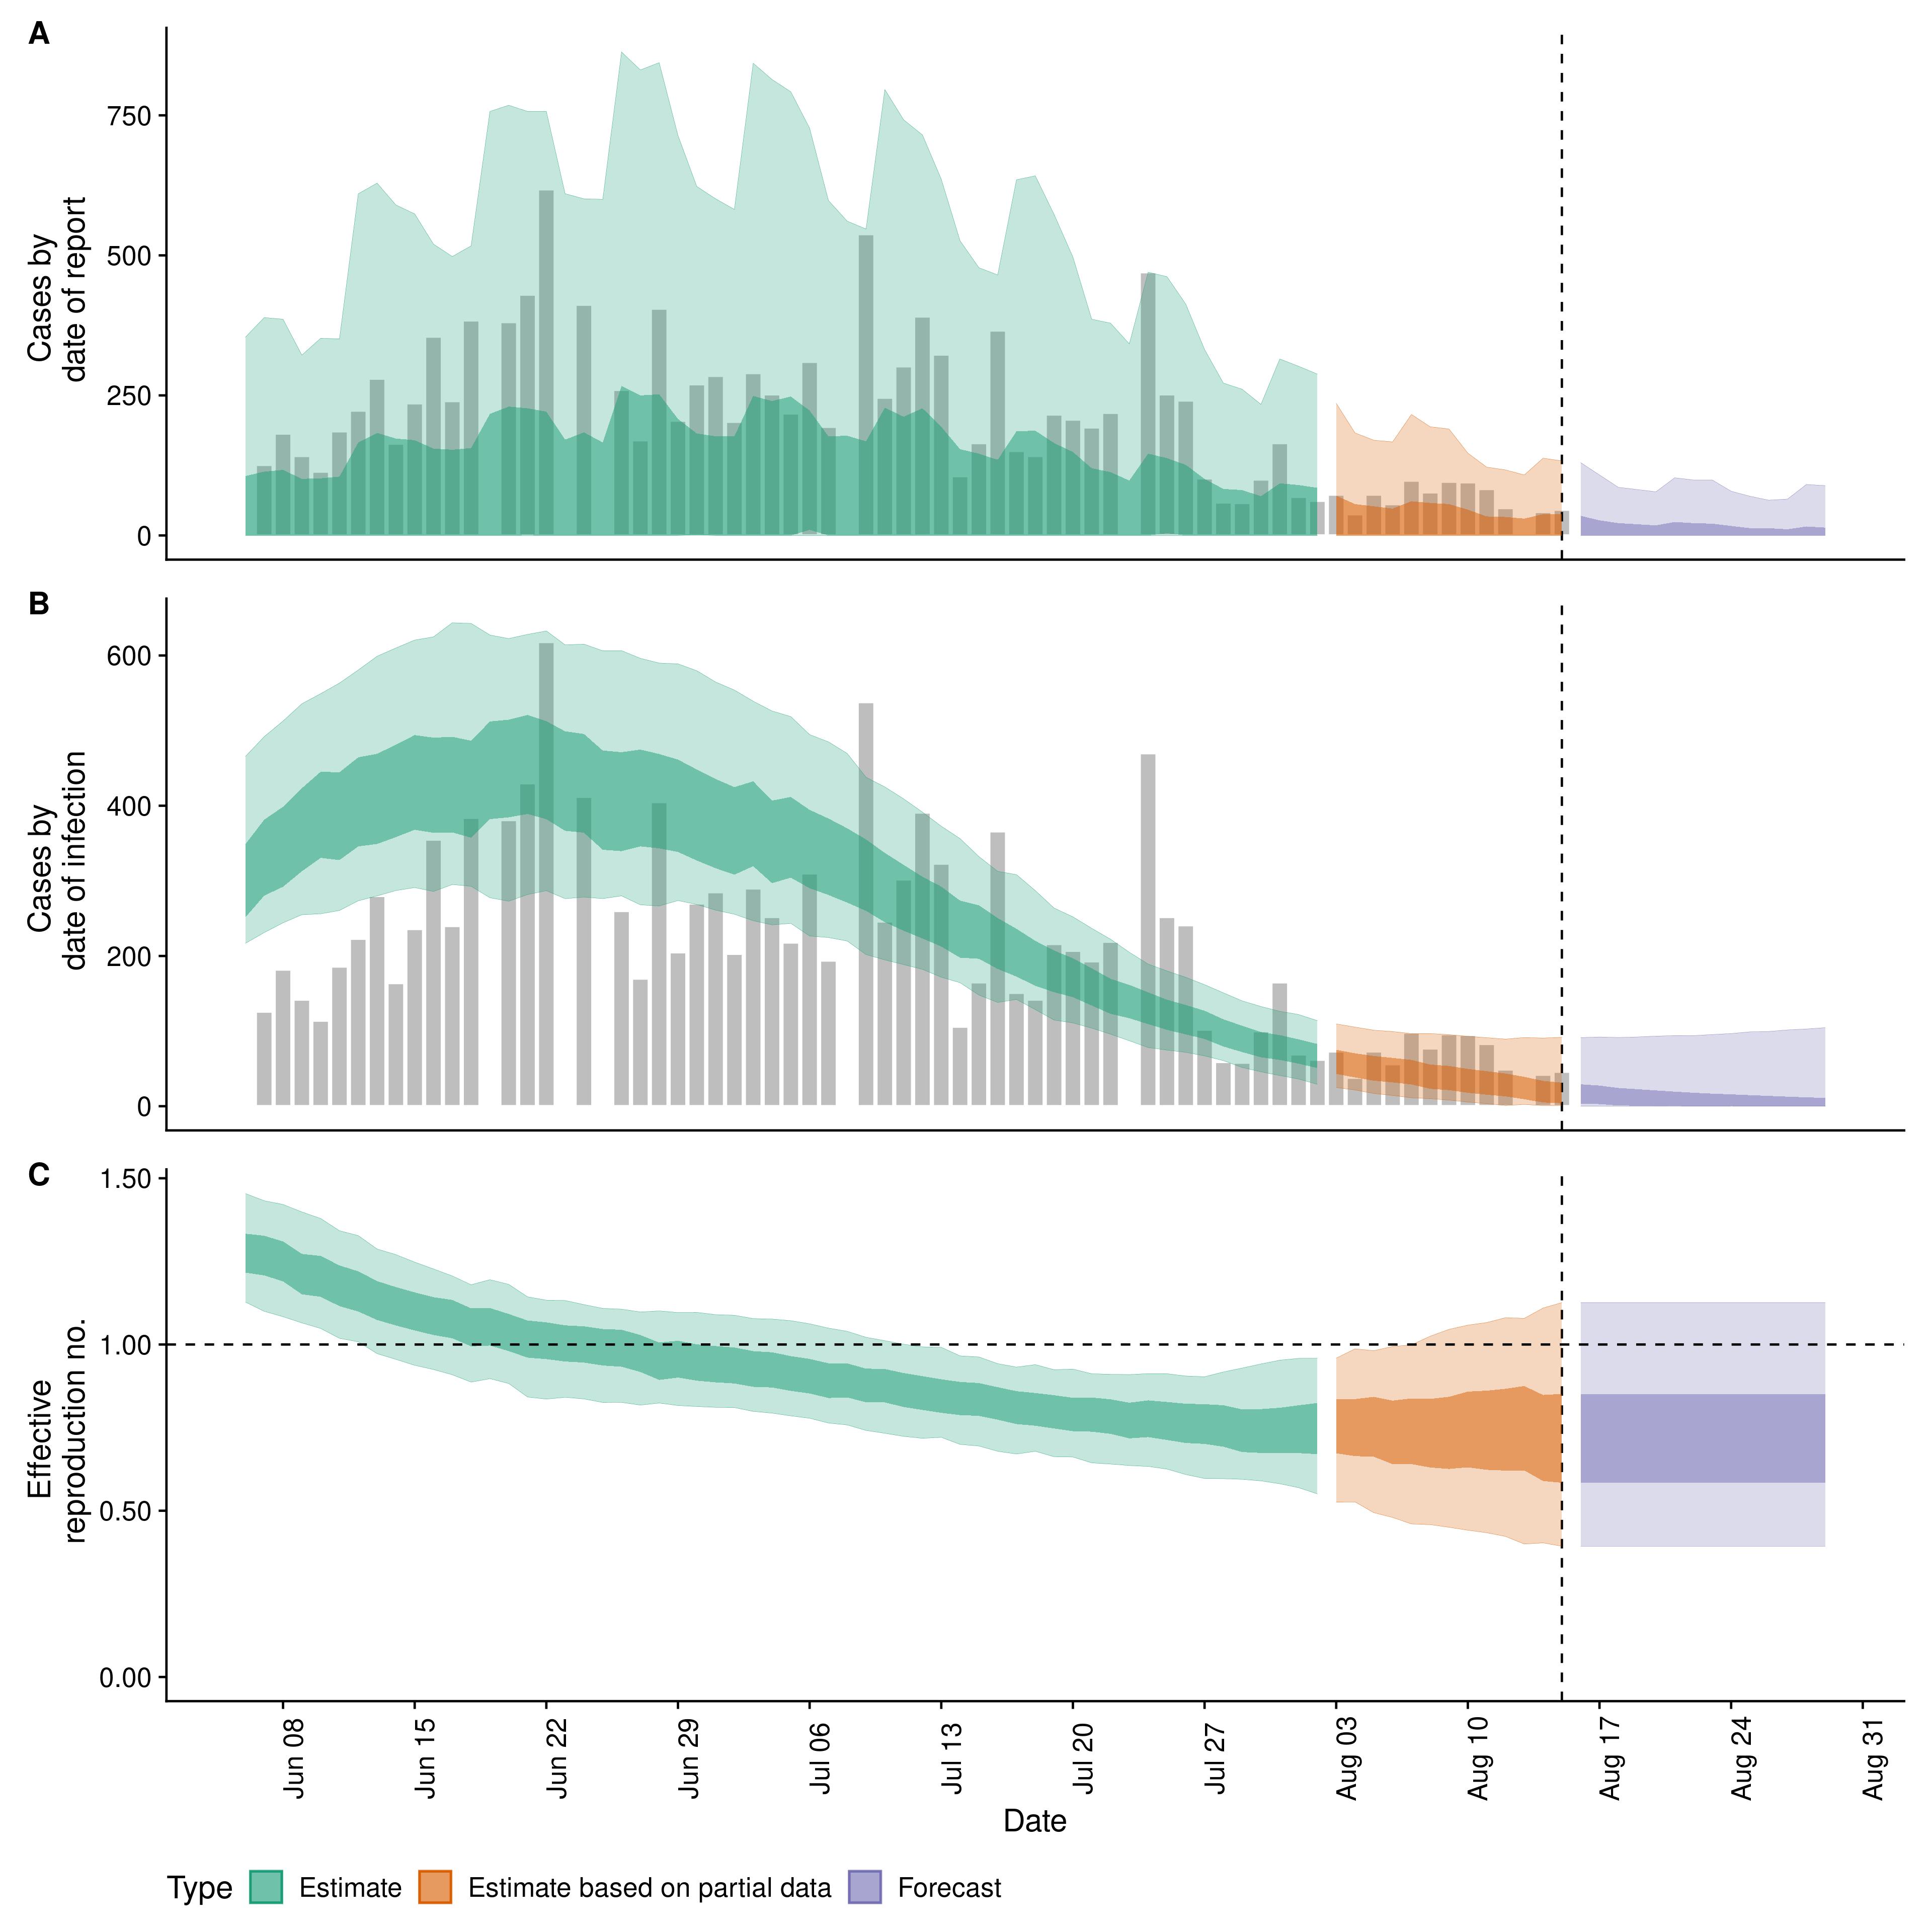 A
Cases by
date of report
750
500
250
0
B
Cases by
date of infection
600
400
200
0
C
Effective
reproduction no.
1.50
1.00
0.50
0.00
Jun 08
Jun 15
Jun 22
Jun 29
Jul 06
Jul 13
Jul 20
Jul 27
Aug 03
Aug 10
Aug 17
Aug 24
Aug 31
Date
Type Estimate Estimate based on partial data Forecast